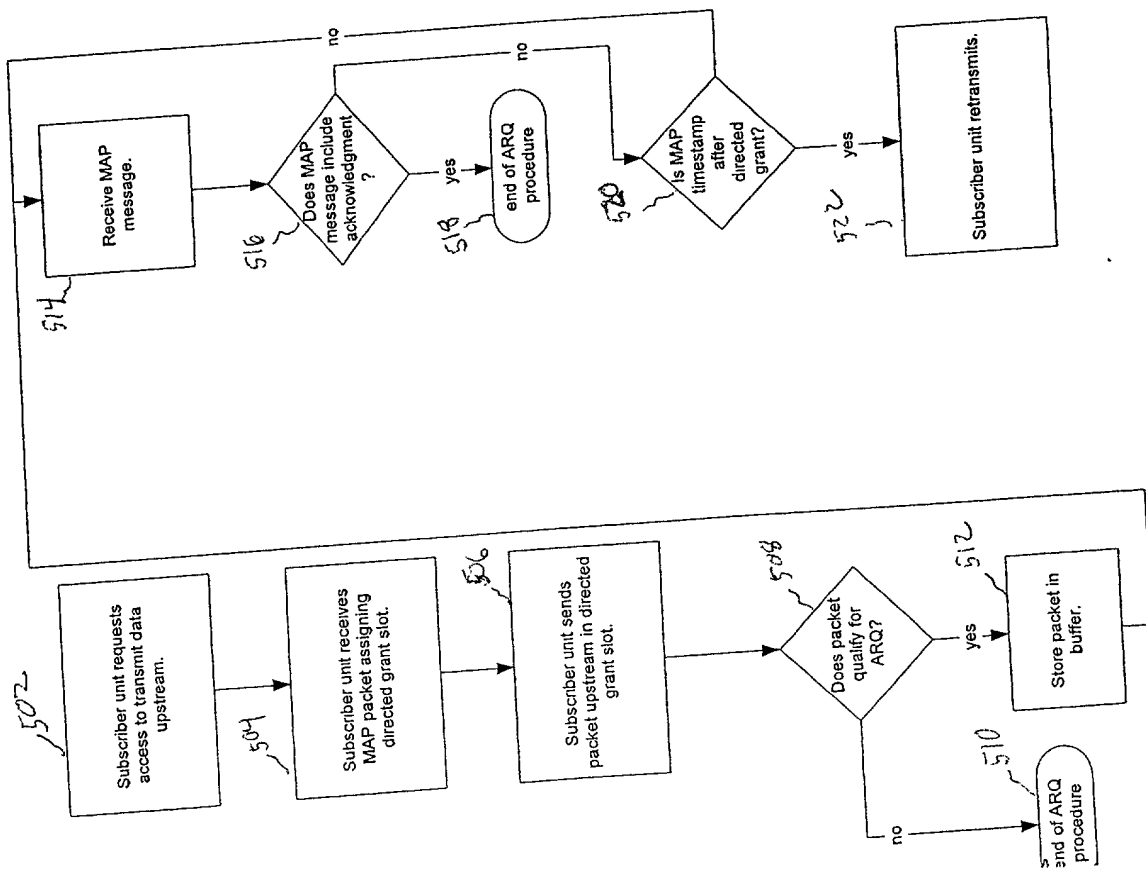 502
Subscriber unit requests
access to transmit data
upstream.
504
Subscriber unit receives
MAP packet assigning
directed grant slot.
506
Subscriber unit sends
packet upstream in directed
grant slot.
508
Does packet
qualify for
ARQ?
no
yes
510
end of ARQ
procedure
512
Store packet in
buffer.
514
Receive MAP
message.
516
Does MAP
message include
acknowledgment
?
no
yes
518
end of ARQ
procedure
520
Is MAP
timestamp
after
directed
grant?
no
yes
522
Subscriber unit retransmits.